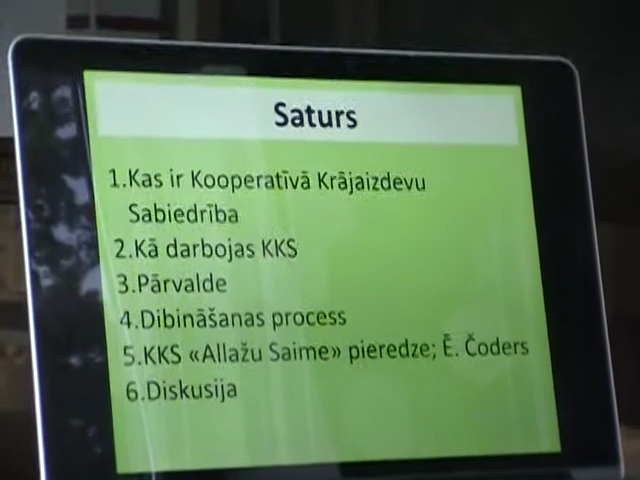 Saturs
1.Kas ir Kooperatīvā Krājaizdevu
Sabiedrība
2.Kā darbojas KKS
3.Pārvalde
4.Dibināšanas process
5.KKS «Allažu Saime» pieredze; Ē. Čoders
6.Diskusija